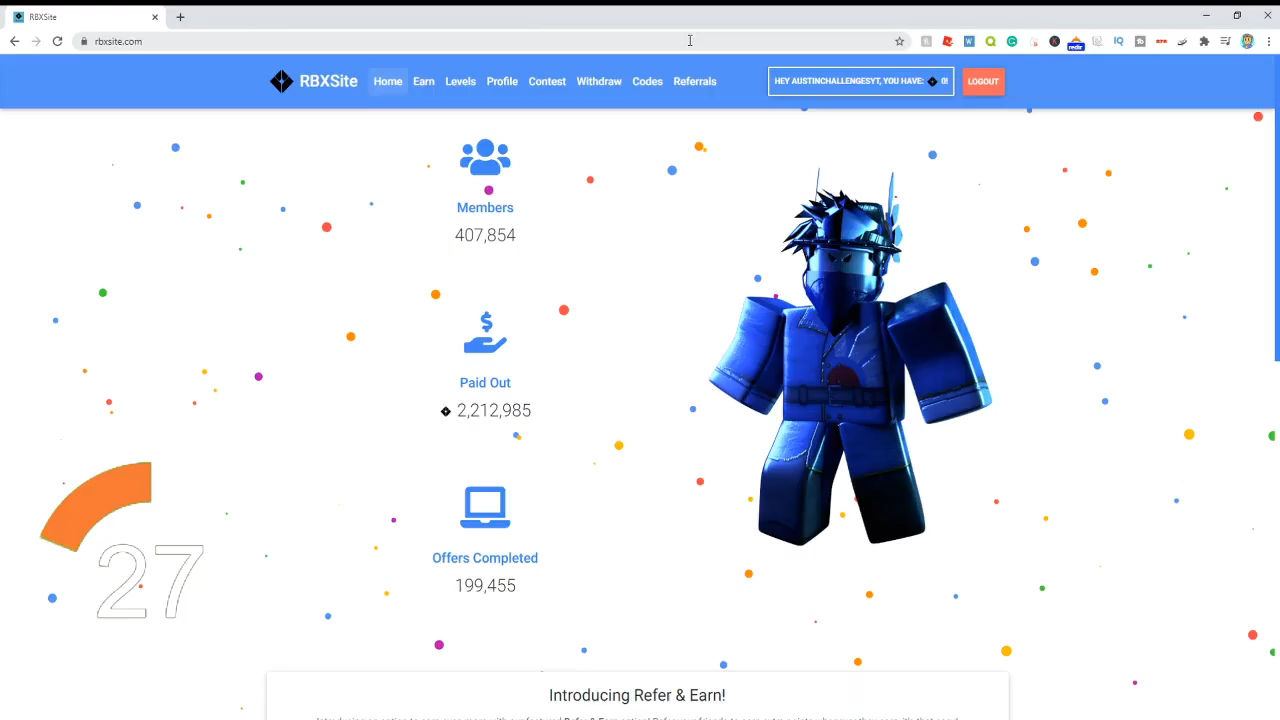 RBXSite
rbxsite.com
RBXSite Home Earn Levels Profile Contest Withdraw Codes Referrals HEY AUSTINCHALLENGESYT, YOU HAVE: 0! LOGOUT
Members
407,854
Paid Out
2,212,985
Offers Completed
199,455
27
Introducing Refer & Earn!